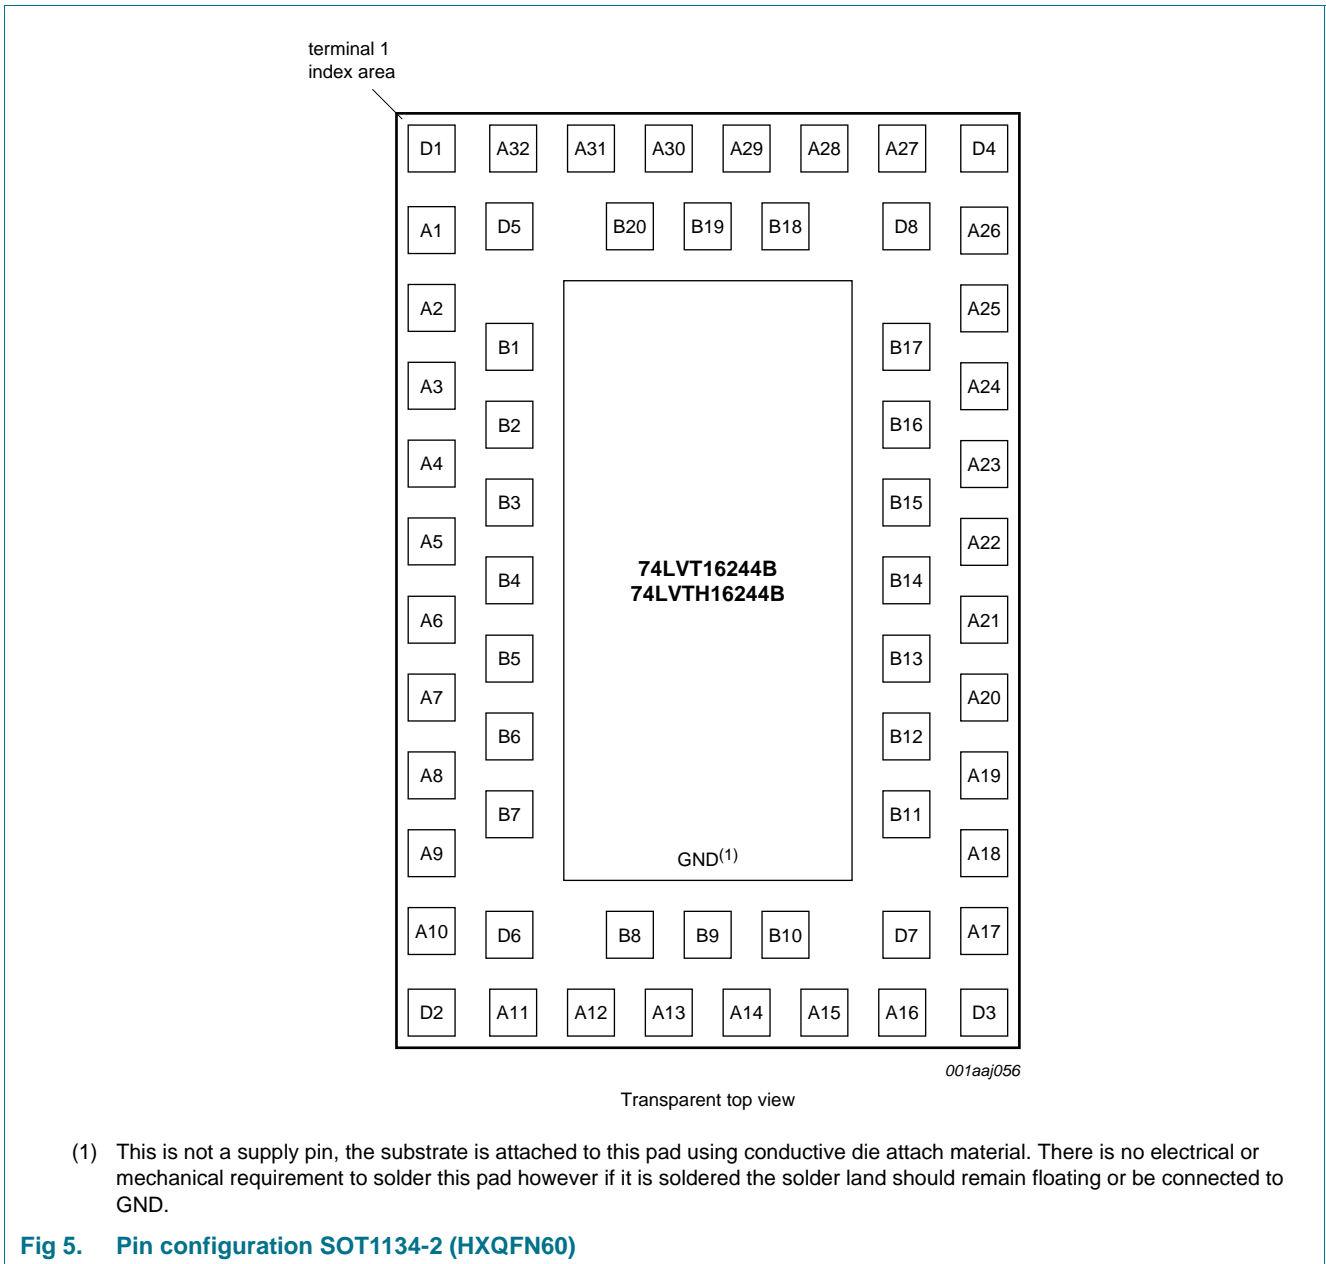 terminal 1
index area
D1 A32 A31 A30 A29 A28 A27 D4
A1 D5 B20 B19 B18 D8 A26
A2 A25
B1 B17
A3 A24
B2 B16
A4 A23
B3 B15
A5 A22
74LVT16244B
B4 B14
74LVTH16244B
A6 A21
B5 B13
A7 A20
B6 B12
A8 A19
B7 B11
A9 GND(1) A18
A10 D6 B8 B9 B10 D7 A17
D2 A11 A12 A13 A14 A15 A16 D3
001aaj056
Transparent top view
(1) This is not a supply pin, the substrate is attached to this pad using conductive die attach material. There is no electrical or
mechanical requirement to solder this pad however if it is soldered the solder land should remain floating or be connected to
GND.
Fig 5. Pin configuration SOT1134-2 (HXQFN60)